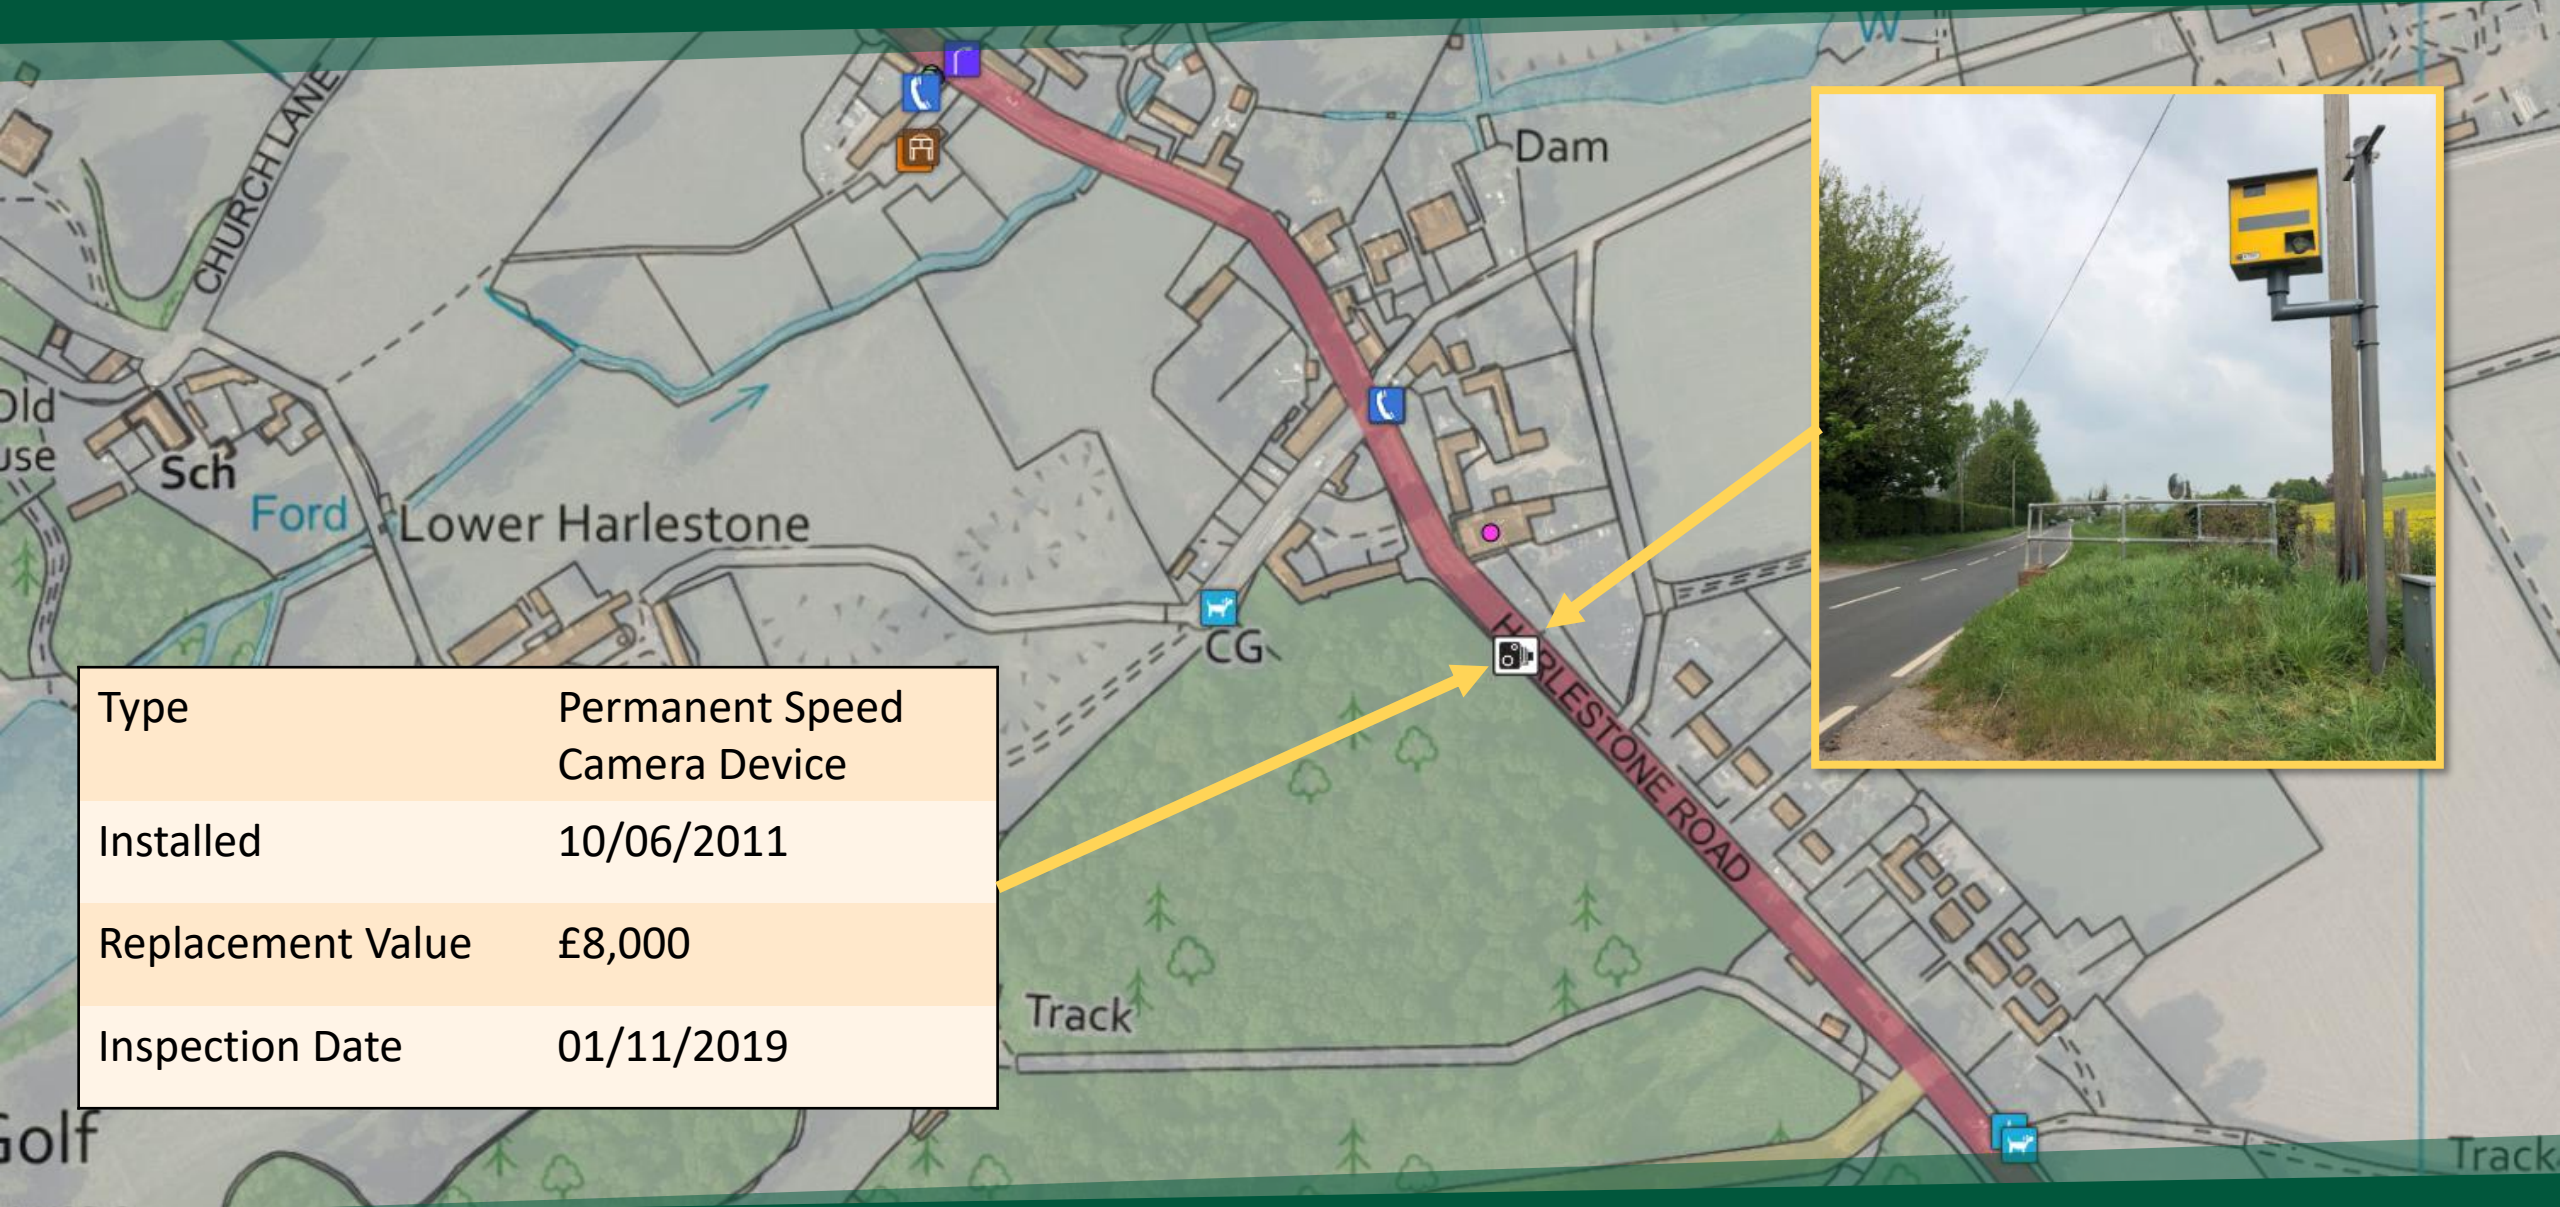 W
CHURCH LANE
Dam
Old
use
Sch
Ford
Lower Harlestone
CG
HARLESTONE ROAD
Type Permanent Speed
Camera Device
Installed 10/06/2011
Replacement Value £8,000
Inspection Date 01/11/2019
Track
Golf
Track